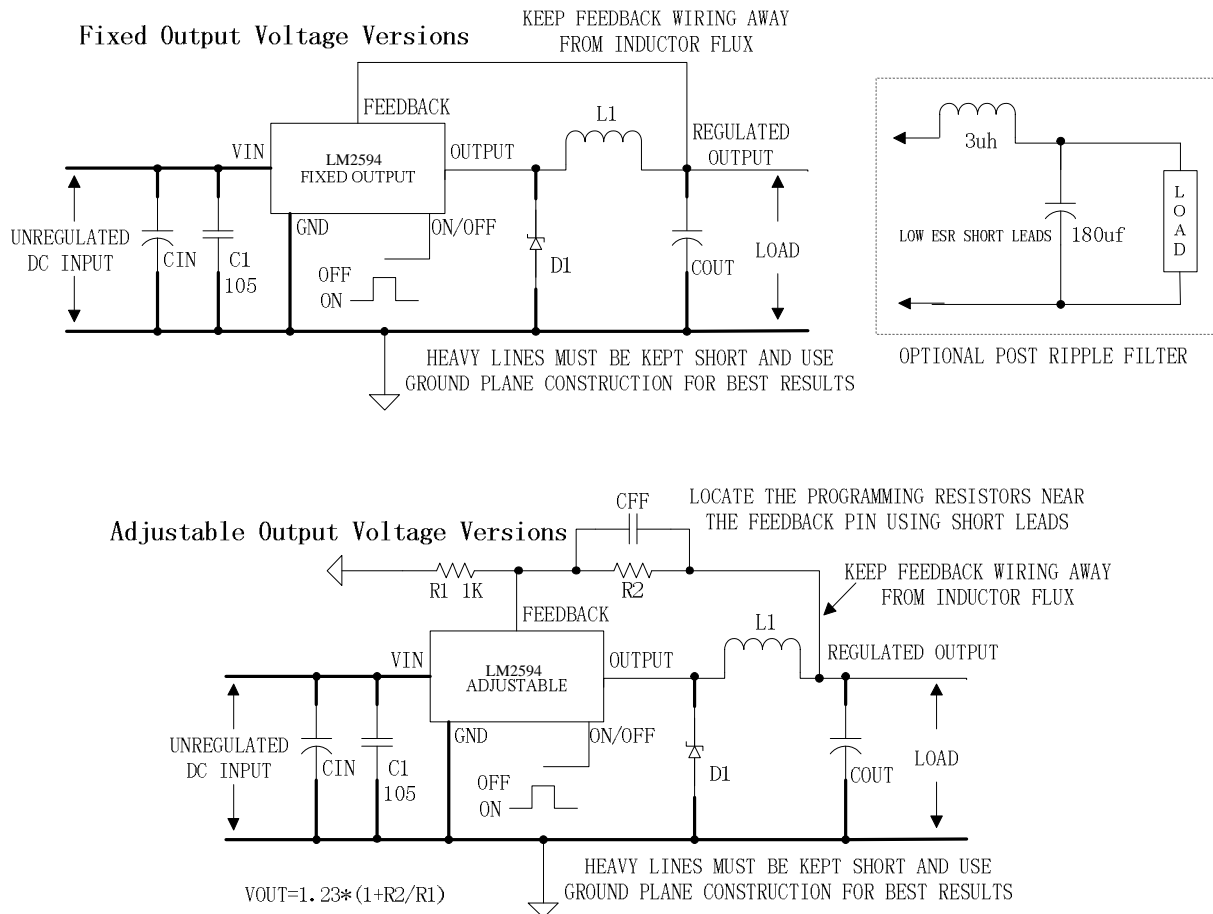 Fixed Output Voltage Versions
KEEP FEEDBACK WIRING AWAY
FROM INDUCTOR FLUX
FEEDBACK
L1
VIN
LM2594
FIXED OUTPUT
OUTPUT
REGULATED
OUTPUT
GND
ON/OFF
UNREGULATED
DC INPUT
CIN
C1
105
OFF
ON
D1
COUT
LOAD
HEAVY LINES MUST BE KEPT SHORT AND USE
GROUND PLANE CONSTRUCTION FOR BEST RESULTS
3uh
LOW ESR SHORT LEADS
180uf
LOAD
OPTIONAL POST RIPPLE FILTER
Adjustable Output Voltage Versions
CFF
LOCATE THE PROGRAMMING RESISTORS NEAR
THE FEEDBACK PIN USING SHORT LEADS
R1 1K
R2
KEEP FEEDBACK WIRING AWAY
FROM INDUCTOR FLUX
FEEDBACK
L1
VIN
LM2594
ADJUSTABLE
OUTPUT
REGULATED OUTPUT
GND
ON/OFF
UNREGULATED
DC INPUT
CIN
C1
105
OFF
ON
D1
COUT
LOAD
HEAVY LINES MUST BE KEPT SHORT AND USE
GROUND PLANE CONSTRUCTION FOR BEST RESULTS
VOUT=1.23*(1+R2/R1)